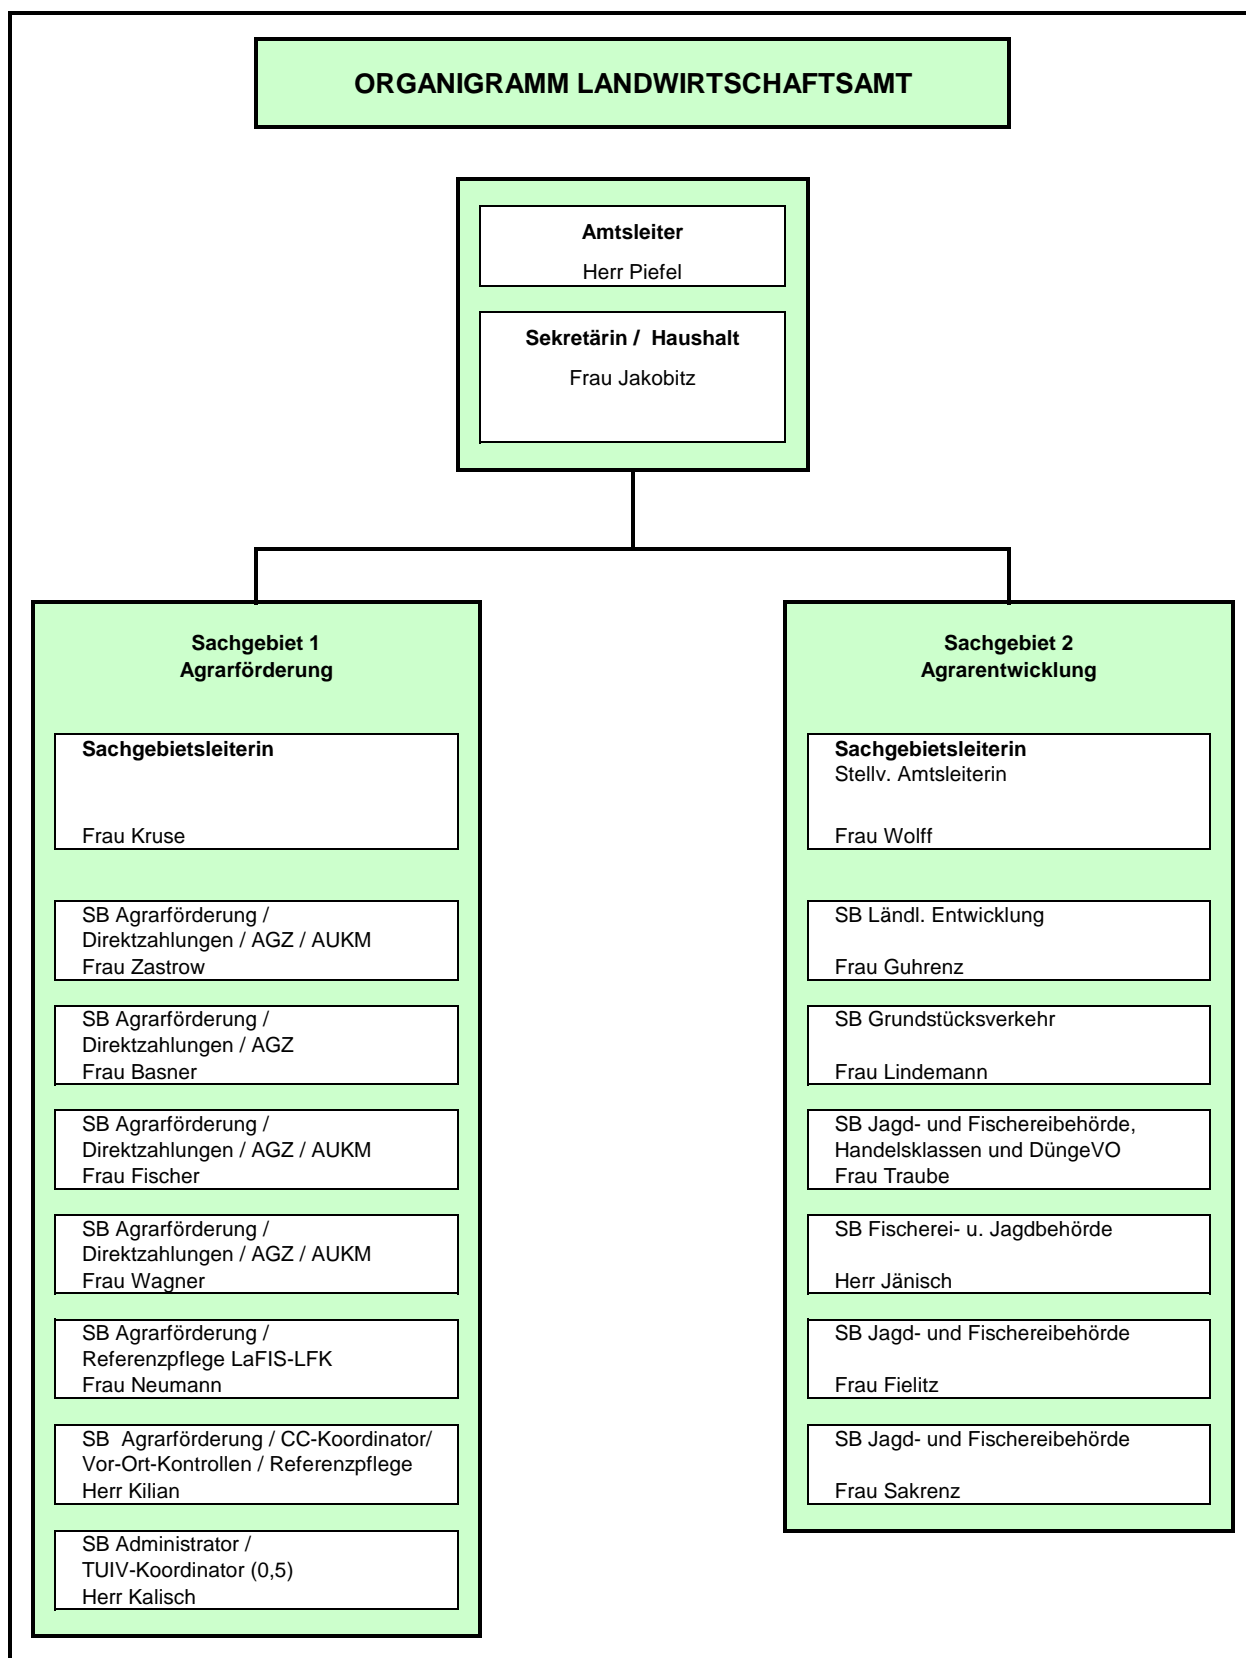 ORGANIGRAMM LANDWIRTSCHAFTSAMT
Amtsleiter
Herr Piefel
Sekretärin / Haushalt
Frau Jakobitz
Sachgebiet 1
Agrarförderung
Sachgebietsleiterin
Frau Kruse
SB Agrarförderung /
Direktzahlungen / AGZ / AUKM
Frau Zastrow
SB Agrarförderung /
Direktzahlungen / AGZ
Frau Basner
SB Agrarförderung /
Direktzahlungen / AGZ / AUKM
Frau Fischer
SB Agrarförderung /
Direktzahlungen / AGZ / AUKM
Frau Wagner
SB Agrarförderung /
Referenzpflege LaFIS-LFK
Frau Neumann
SB Agrarförderung / CC-Koordinator/
Vor-Ort-Kontrollen / Referenzpflege
Herr Kilian
SB Administrator /
TUIV-Koordinator (0,5)
Herr Kalisch
Sachgebiet 2
Agrarentwicklung
Sachgebietsleiterin
Stellv. Amtsleiterin
Frau Wolff
SB Ländl. Entwicklung
Frau Guhrenz
SB Grundstücksverkehr
Frau Lindemann
SB Jagd- und Fischereibehörde,
Handelsklassen und DüngeVO
Frau Traube
SB Fischerei- u. Jagdbehörde
Herr Jänisch
SB Jagd- und Fischereibehörde
Frau Fielitz
SB Jagd- und Fischereibehörde
Frau Sakrenz